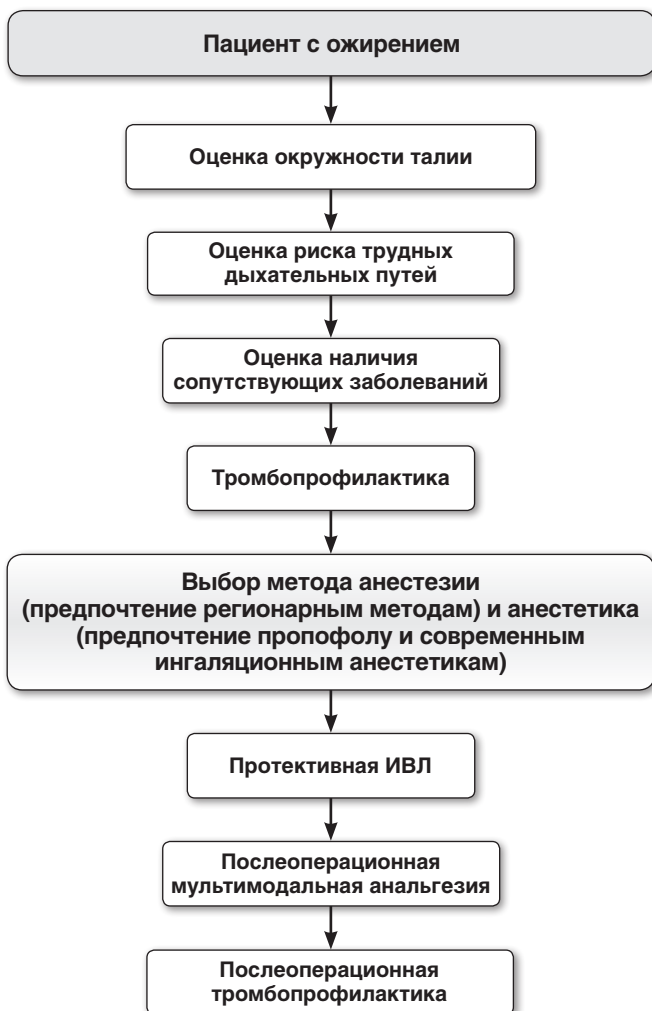 Пациент с ожирением
Оценка окружности талии
Оценка риска трудных
дыхательных путей
Оценка наличия
сопутствующих заболеваний
Тромбопрофилактика
Выбор метода анестезии
(предпочтение регионарным методам) и анестетика
(предпочтение пропофолу и современным
ингаляционным анестетикам)
Протективная ИВЛ
Послеоперационная
мультимодальная анальгезия
Послеоперационная
тромбопрофилактика